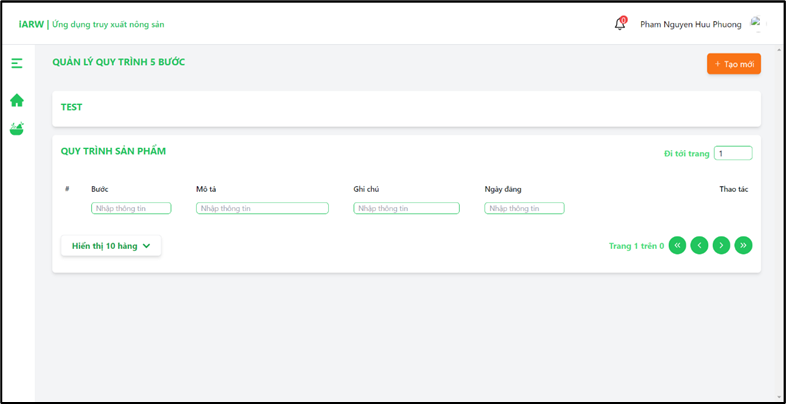 iARW | Ứng dụng truy xuất nông sản
0
Pham Nguyen Huu Phuong
QUẢN LÝ QUY TRÌNH 5 BƯỚC
+ Tạo mới
TEST
QUY TRÌNH SẢN PHẨM
Đi tới trang 1
# Bước Mô tả Ghi chú Ngày đăng Thao tác
Nhập thông tin Nhập thông tin Nhập thông tin Nhập thông tin
Hiển thị 10 hàng
Trang 1 trên 0